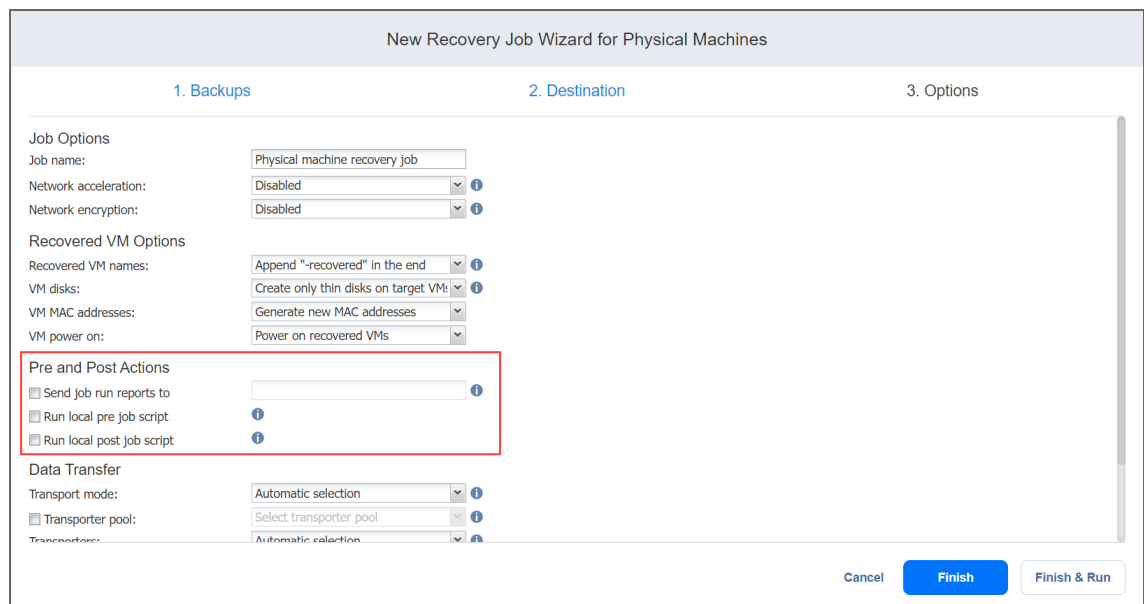 New Recovery Job Wizard for Physical Machines
1. Backups 2. Destination 3. Options
Job Options
Job name: Physical machine recovery job
Network acceleration: Disabled
Network encryption: Disabled
Recovered VM Options
Recovered VM names: Append "-recovered" in the end
VM disks: Create only thin disks on target VMs
VM MAC addresses: Generate new MAC addresses
VM power on: Power on recovered VMs
Pre and Post Actions
Send job run reports to
Run local pre job script
Run local post job script
Data Transfer
Transport mode: Automatic selection
Transporter pool: Select transporter pool
Transporters: Automatic selection
Cancel Finish Finish & Run